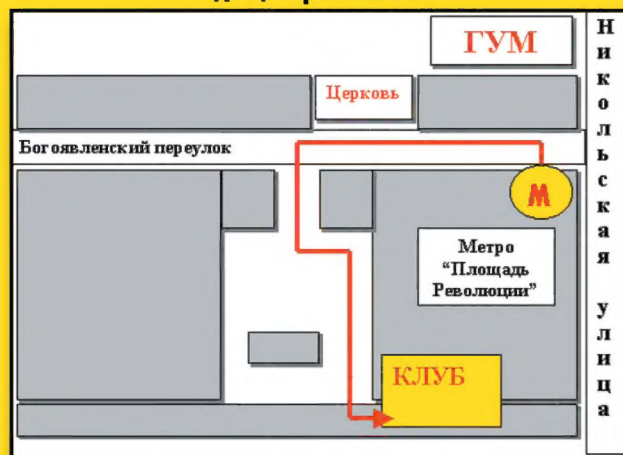 ГУМ
Церковь
Богоявленский переулок
М
Метро
“Площадь
Революции”
КЛУБ
Никольская улица